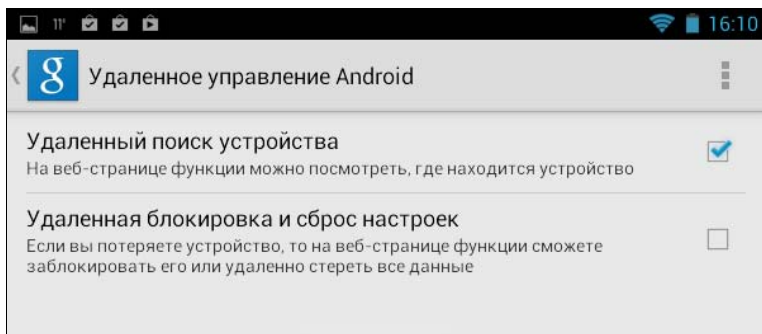 11' 16:10
g Удаленное управление Android
Удаленный поиск устройства
На веб-странице функции можно посмотреть, где находится устройство
Удаленная блокировка и сброс настроек
Если вы потеряете устройство, то на веб-странице функции сможете
заблокировать его или удаленно стереть все данные